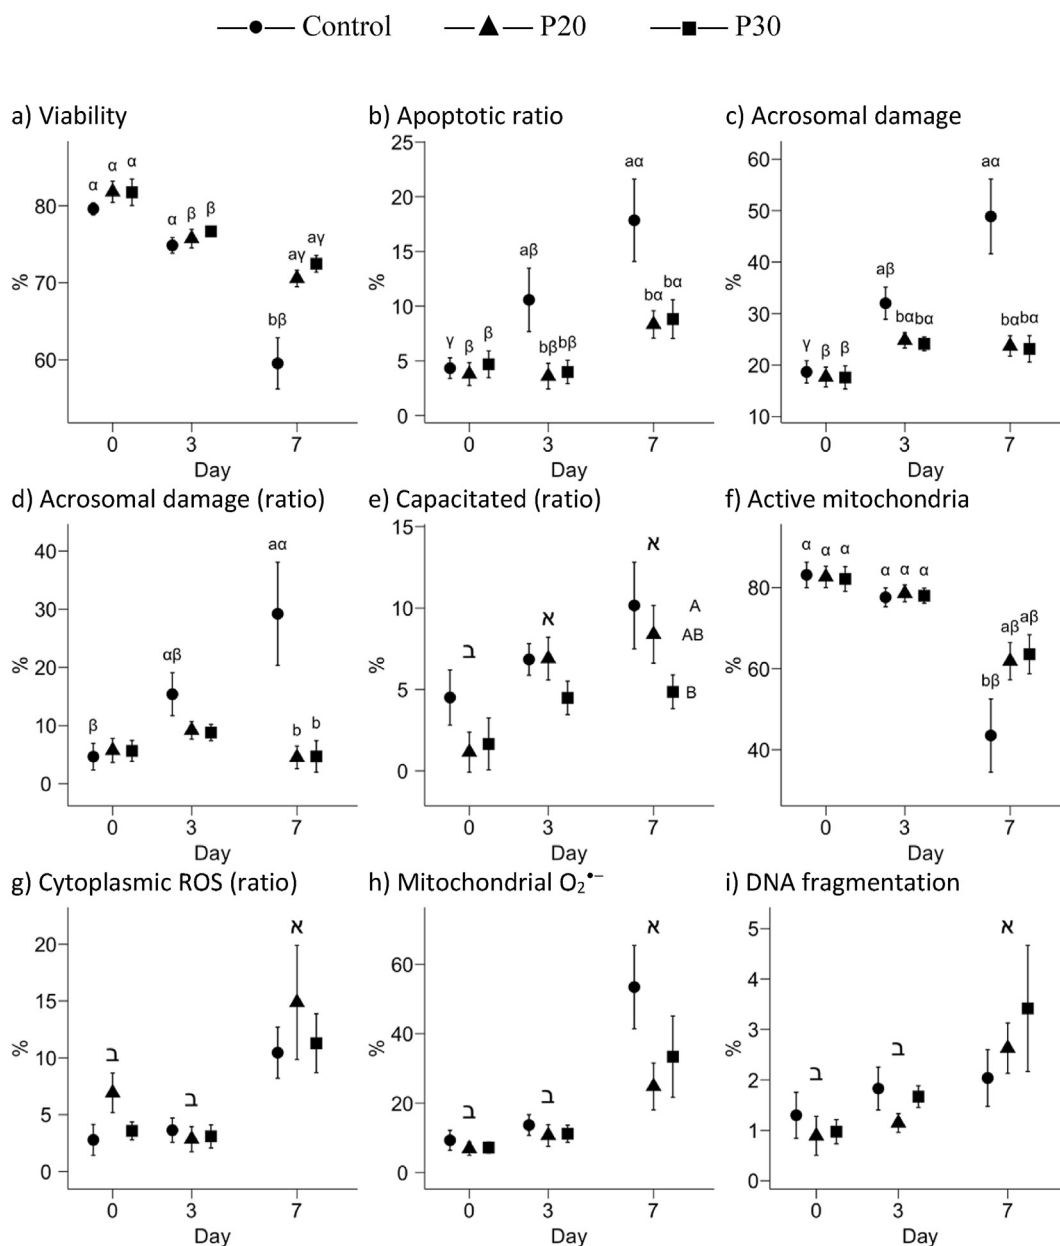 Control P20 P30
a) Viability b) Apoptotic ratio c) Acrosomal damage
80
70
60
%
α α α
α β β
bβ aγ aγ
0 3 7
Day
25
20
15
10
5
0
%
γ β β
aβ bβ bβ
aα bα bα
0 3 7
Day
60
50
40
30
20
10
%
γ β β
aβ bα bα
aα bα bα
0 3 7
Day
d) Acrosomal damage (ratio) e) Capacitated (ratio) f) Active mitochondria
40
30
20
10
0
%
β
αβ
aα b b
0 3 7
Day
15
10
5
0
%
ב
א
א
A
AB
B
0 3 7
Day
80
60
40
%
α α α
α α α
bβ aβ aβ
0 3 7
Day
g) Cytoplasmic ROS (ratio) h) Mitochondrial O₂•− i) DNA fragmentation
20
15
10
5
0
%
ב
ב
א
0 3 7
Day
60
40
20
0
%
ב
ב
א
0 3 7
Day
5
4
3
2
1
0
%
ב
ב
א
0 3 7
Day